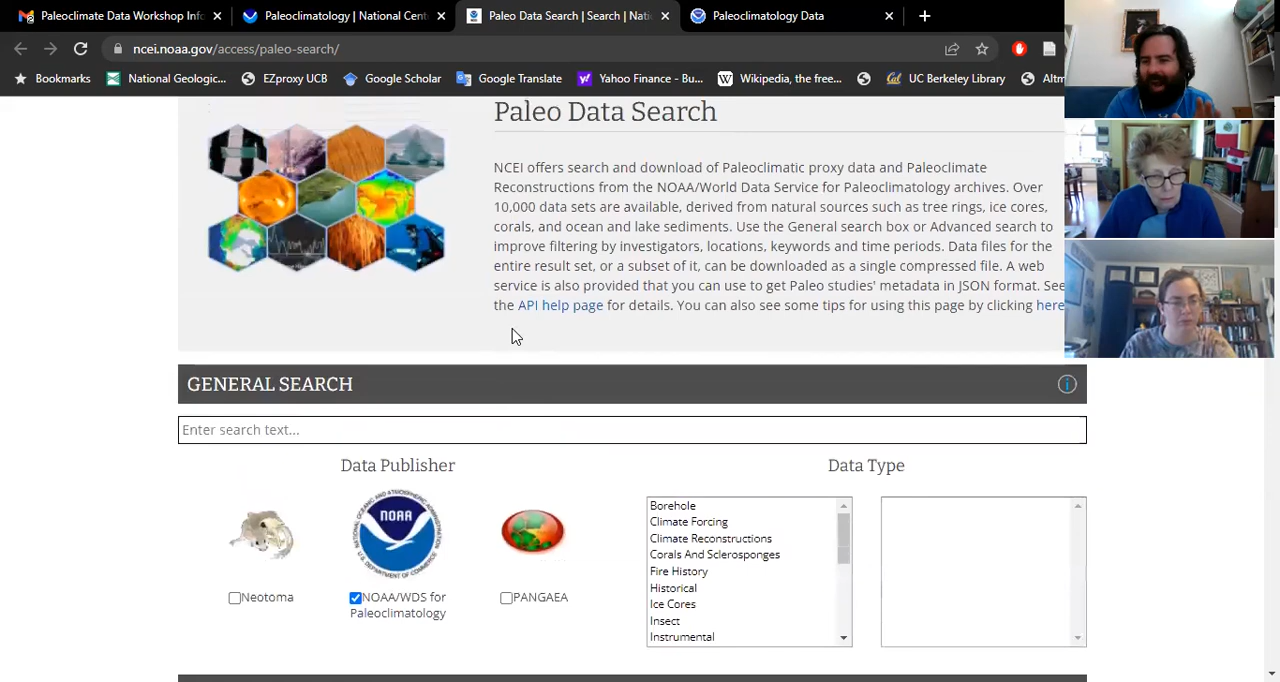 Paleoclimate Data Workshop Info
Paleoclimatology | National Cent
Paleo Data Search | Search | Nati
Paleoclimatology Data
ncei.noaa.gov/access/paleo-search/
Bookmarks
National Geologic...
EZproxy UCB
Google Scholar
Google Translate
Yahoo Finance - Bu...
Wikipedia, the free...
UC Berkeley Library
Altm
Paleo Data Search
NCEI offers search and download of Paleoclimatic proxy data and Paleoclimate
Reconstructions from the NOAA/World Data Service for Paleoclimatology archives. Over
10,000 data sets are available, derived from natural sources such as tree rings, ice cores,
corals, and ocean and lake sediments. Use the General search box or Advanced search to
improve filtering by investigators, locations, keywords and time periods. Data files for the
entire result set, or a subset of it, can be downloaded as a single compressed file. A web
service is also provided that you can use to get Paleo studies' metadata in JSON format. See
the API help page for details. You can also see some tips for using this page by clicking here
GENERAL SEARCH
Enter search text...
Data Publisher
Data Type
NOAA
Neotoma
NOAA/WDS for
Paleoclimatology
PANGAEA
Borehole
Climate Forcing
Climate Reconstructions
Corals And Sclerosponges
Fire History
Historical
Ice Cores
Insect
Instrumental